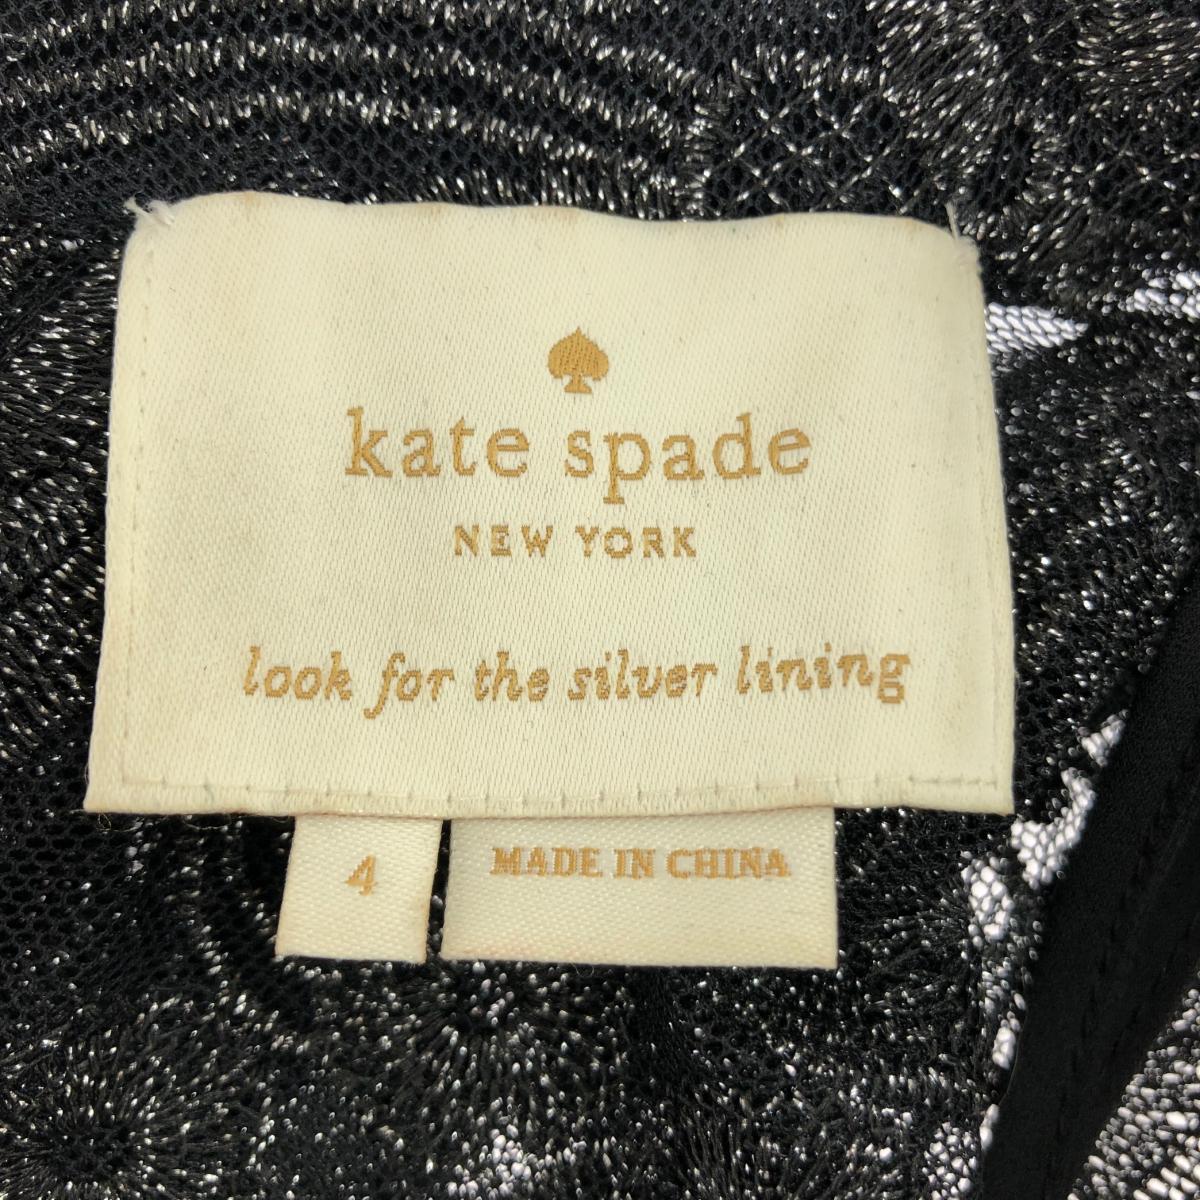 kate spade
NEW YORK
look for the silver lining
4
MADE IN CHINA